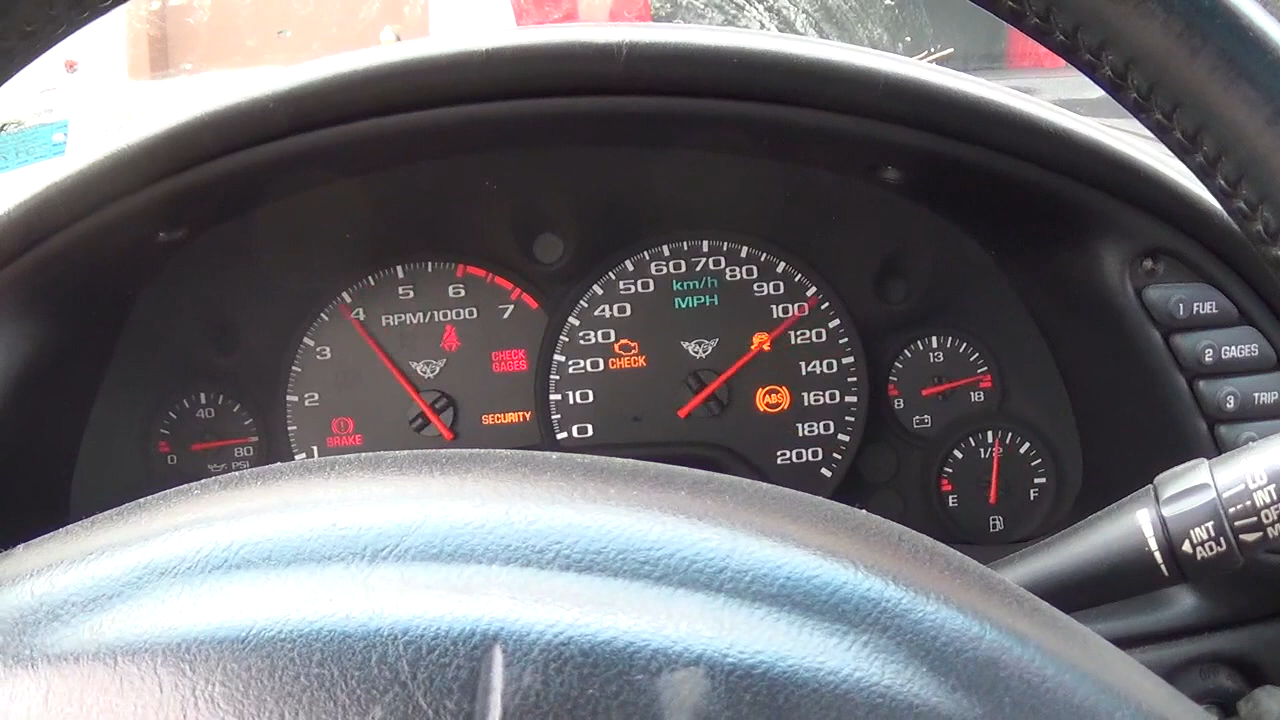 40
0
80
PSI
1
2
3
4
5
6
7
RPM/1000
CHECK
GAGES
BRAKE
SECURITY
0
10
20
30
40
50
60
70
80
90
100
120
140
160
180
200
km/h
MPH
CHECK
ABS
13
8
18
1/2
E
F
1 FUEL
2 GAGES
3 TRIP
INT
ADJ
LO
INT